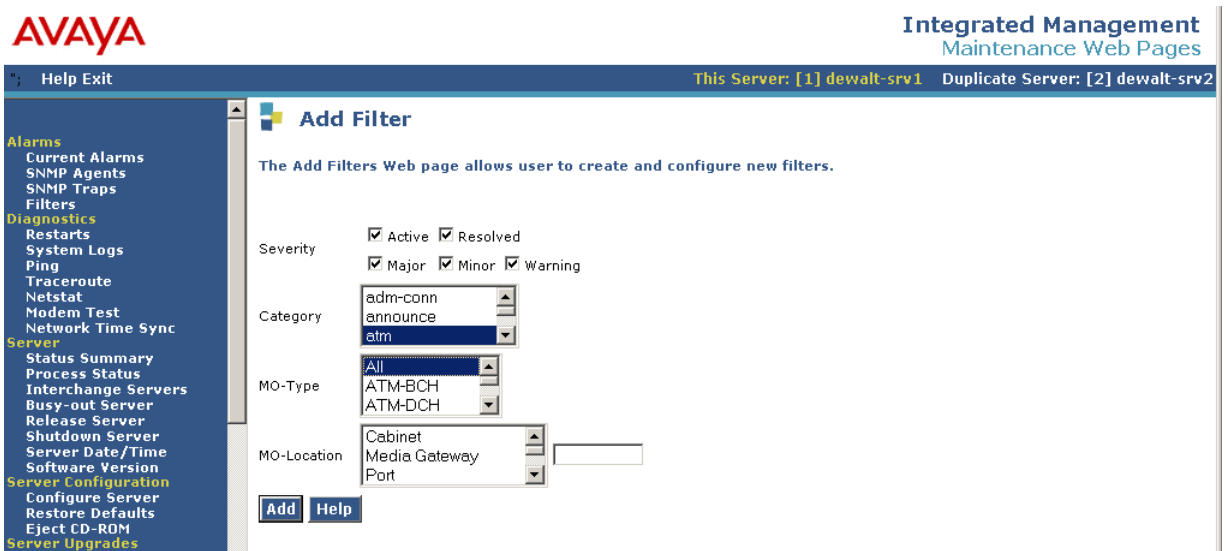 AVAYA
Integrated Management
Maintenance Web Pages
"; Help Exit
This Server: [1] dewalt-srv1 Duplicate Server: [2] dewalt-srv2
Alarms
Current Alarms
SNMP Agents
SNMP Traps
Filters
Diagnostics
Restarts
System Logs
Ping
Traceroute
Netstat
Modem Test
Network Time Sync
Server
Status Summary
Process Status
Interchange Servers
Busy-out Server
Release Server
Shutdown Server
Server Date/Time
Software Version
Server Configuration
Configure Server
Restore Defaults
Eject CD-ROM
Server Upgrades
Add Filter
The Add Filters Web page allows user to create and configure new filters.
Severity
Active Resolved
Major Minor Warning
Category
adm-conn
announce
atm
MO-Type
All
ATM-BCH
ATM-DCH
MO-Location
Cabinet
Media Gateway
Port
Add Help